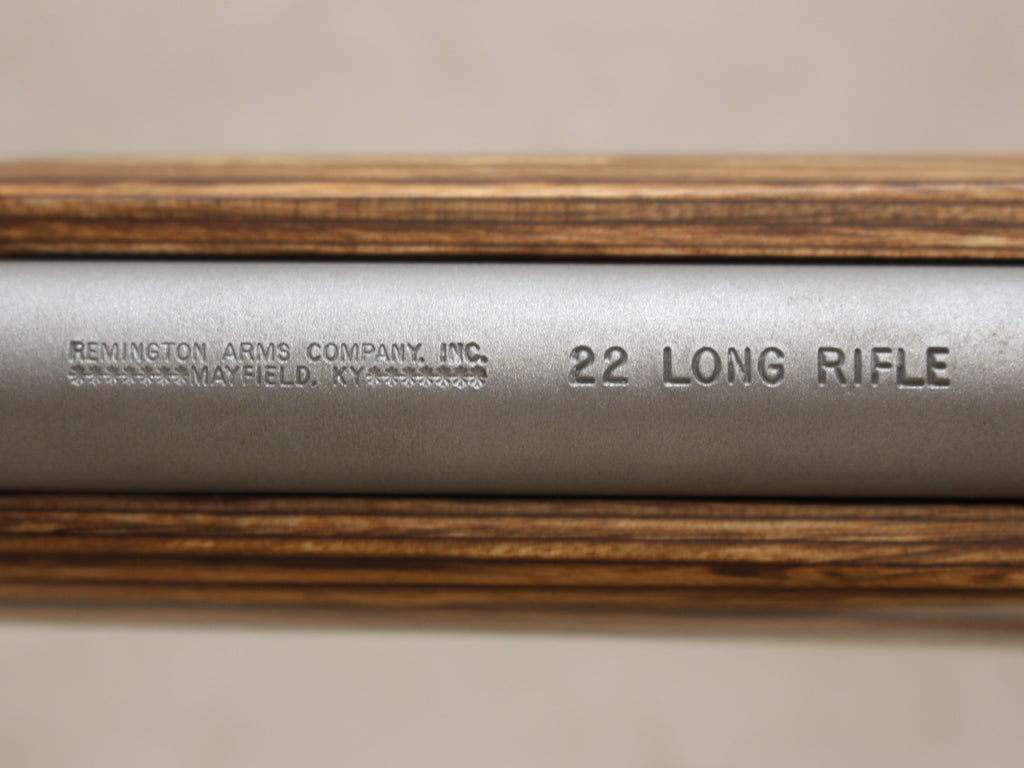 REMINGTON ARMS COMPANY. INC.
**********MAYFIELD. KY**********
22 LONG RIFLE